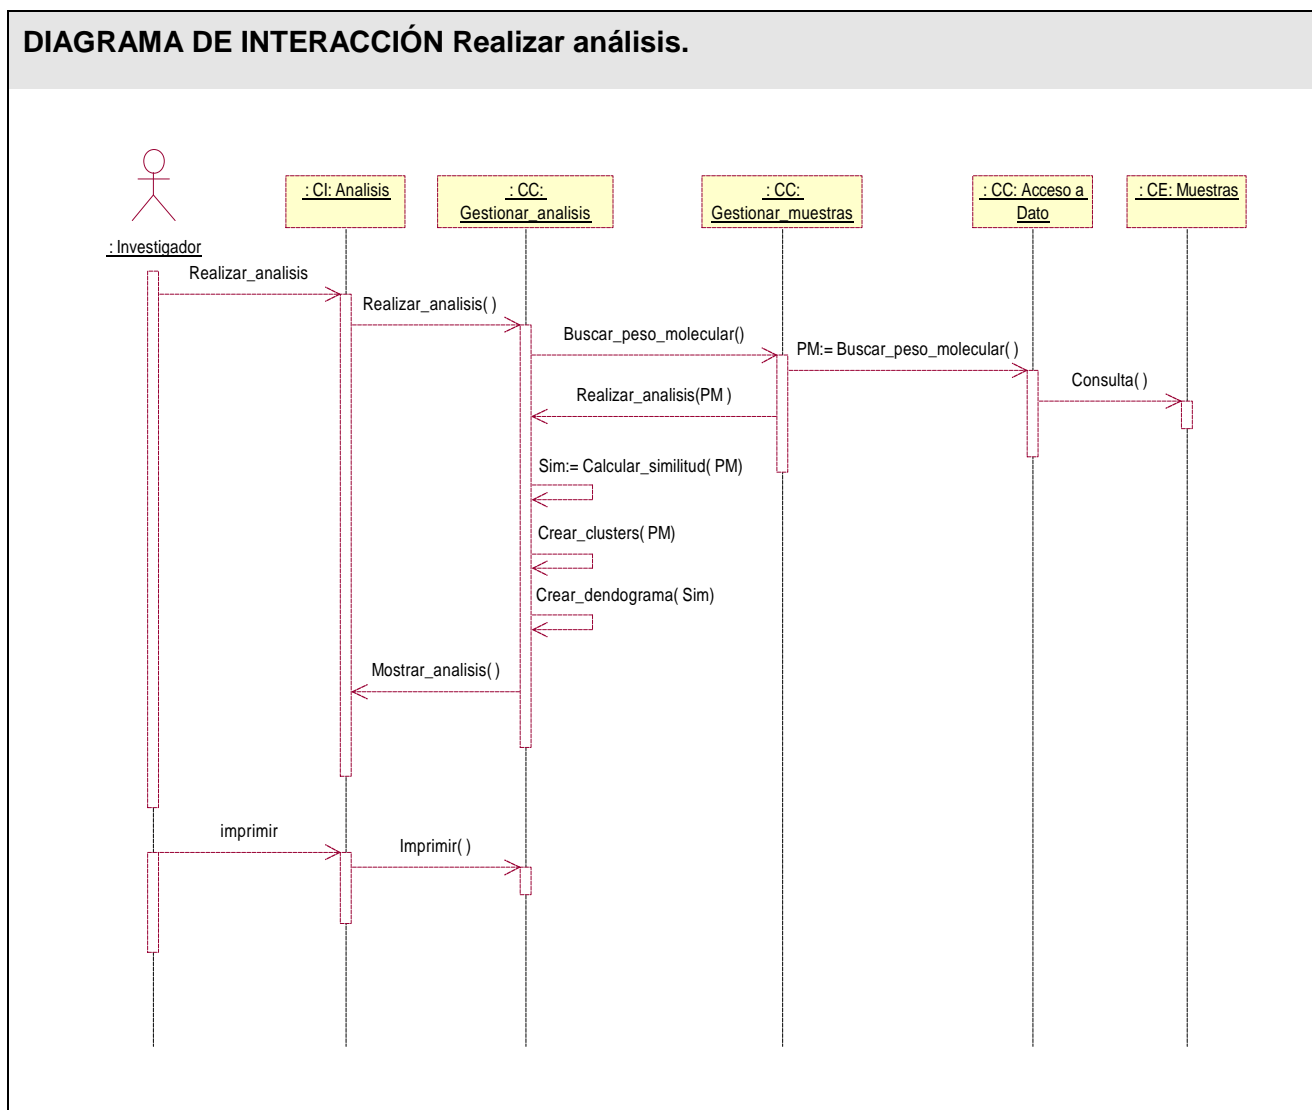 DIAGRAMA DE INTERACCIÓN Realizar análisis.
: Investigador
: CI: Analisis
: CC:
Gestionar_analisis
: CC:
Gestionar_muestras
: CC: Acceso a
Dato
: CE: Muestras
Realizar_analisis
Realizar_analisis( )
Buscar_peso_molecular()
PM:= Buscar_peso_molecular( )
Consulta( )
Realizar_analisis(PM )
Sim:= Calcular_similitud( PM)
Crear_clusters( PM)
Crear_dendograma( Sim)
Mostrar_analisis( )
imprimir
Imprimir( )